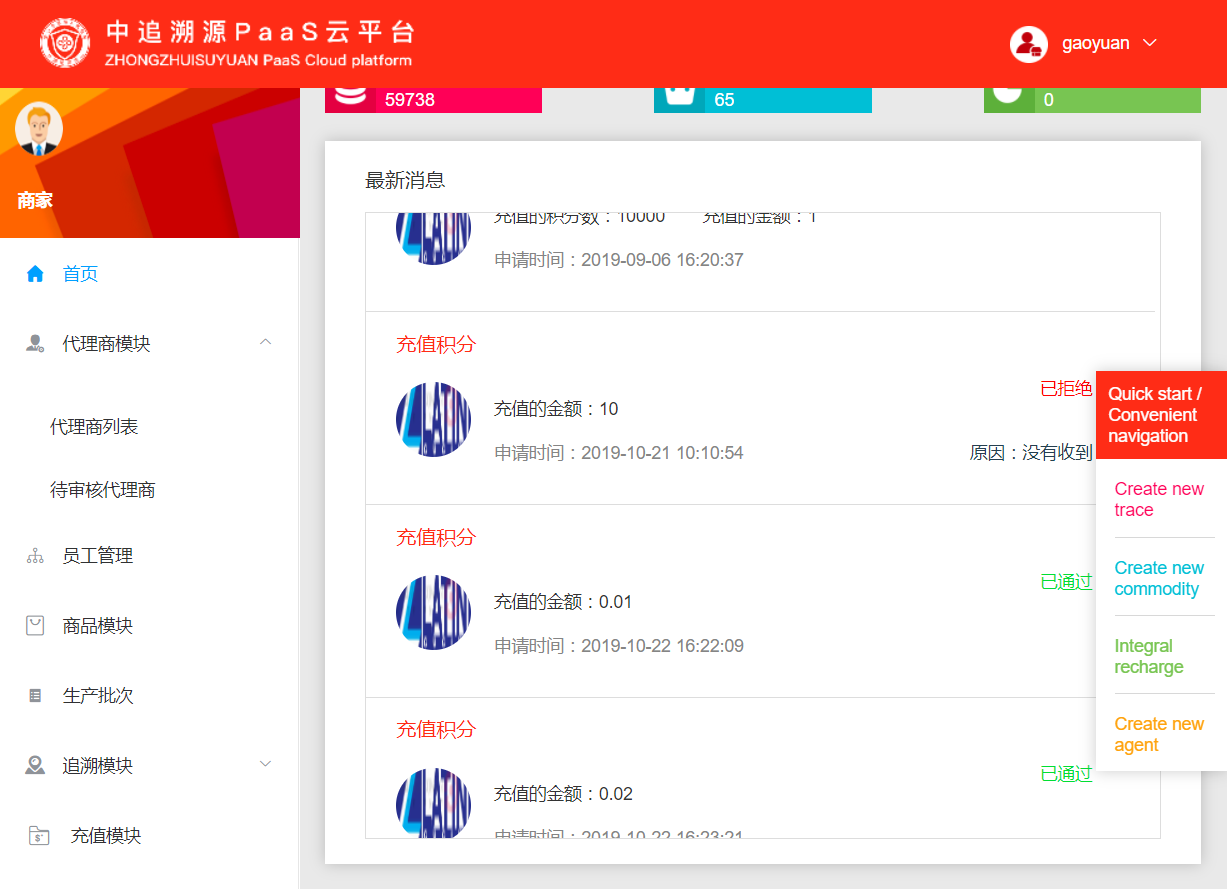 中追溯源PaaS云平台
ZHONGZHUISUYUAN PaaS Cloud platform
gaoyuan
商家
首页
代理商模块
代理商列表
待审核代理商
员工管理
商品模块
生产批次
追溯模块
充值模块
59738
65
0
最新消息
充值的积分数：10000 充值的金额：1
申请时间：2019-09-06 16:20:37
充值积分
已拒绝
充值的金额：10
申请时间：2019-10-21 10:10:54
原因：没有收到
充值积分
已通过
充值的金额：0.01
申请时间：2019-10-22 16:22:09
充值积分
已通过
充值的金额：0.02
申请时间：2019-10-22 16:23:21
Quick start /
Convenient
navigation
Create new
trace
Create new
commodity
Integral
recharge
Create new
agent